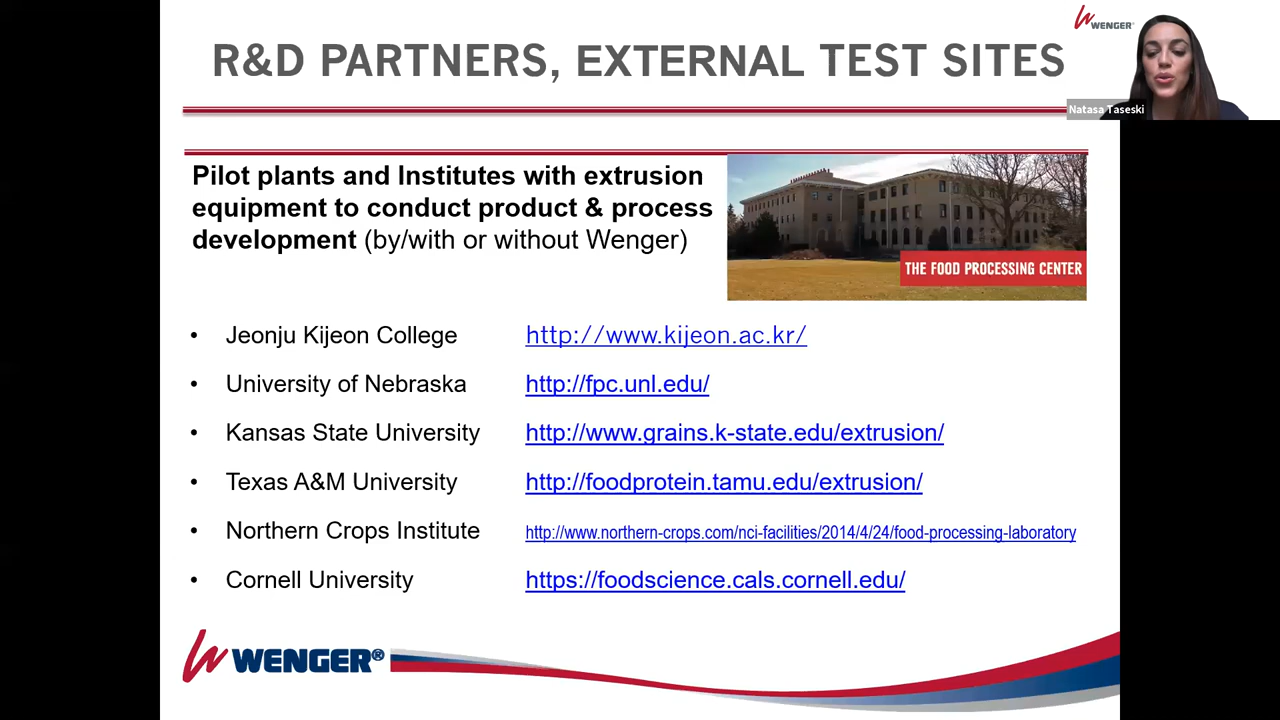 R&D PARTNERS, EXTERNAL TEST SITES
WENGER®
Natasa Taseski
Pilot plants and Institutes with extrusion
equipment to conduct product & process
development (by/with or without Wenger)
THE FOOD PROCESSING CENTER
• Jeonju Kijeon College http://www.kijeon.ac.kr/
• University of Nebraska http://fpc.unl.edu/
• Kansas State University http://www.grains.k-state.edu/extrusion/
• Texas A&M University http://foodprotein.tamu.edu/extrusion/
• Northern Crops Institute http://www.northern-crops.com/nci-facilities/2014/4/24/food-processing-laboratory
• Cornell University https://foodscience.cals.cornell.edu/
WENGER®